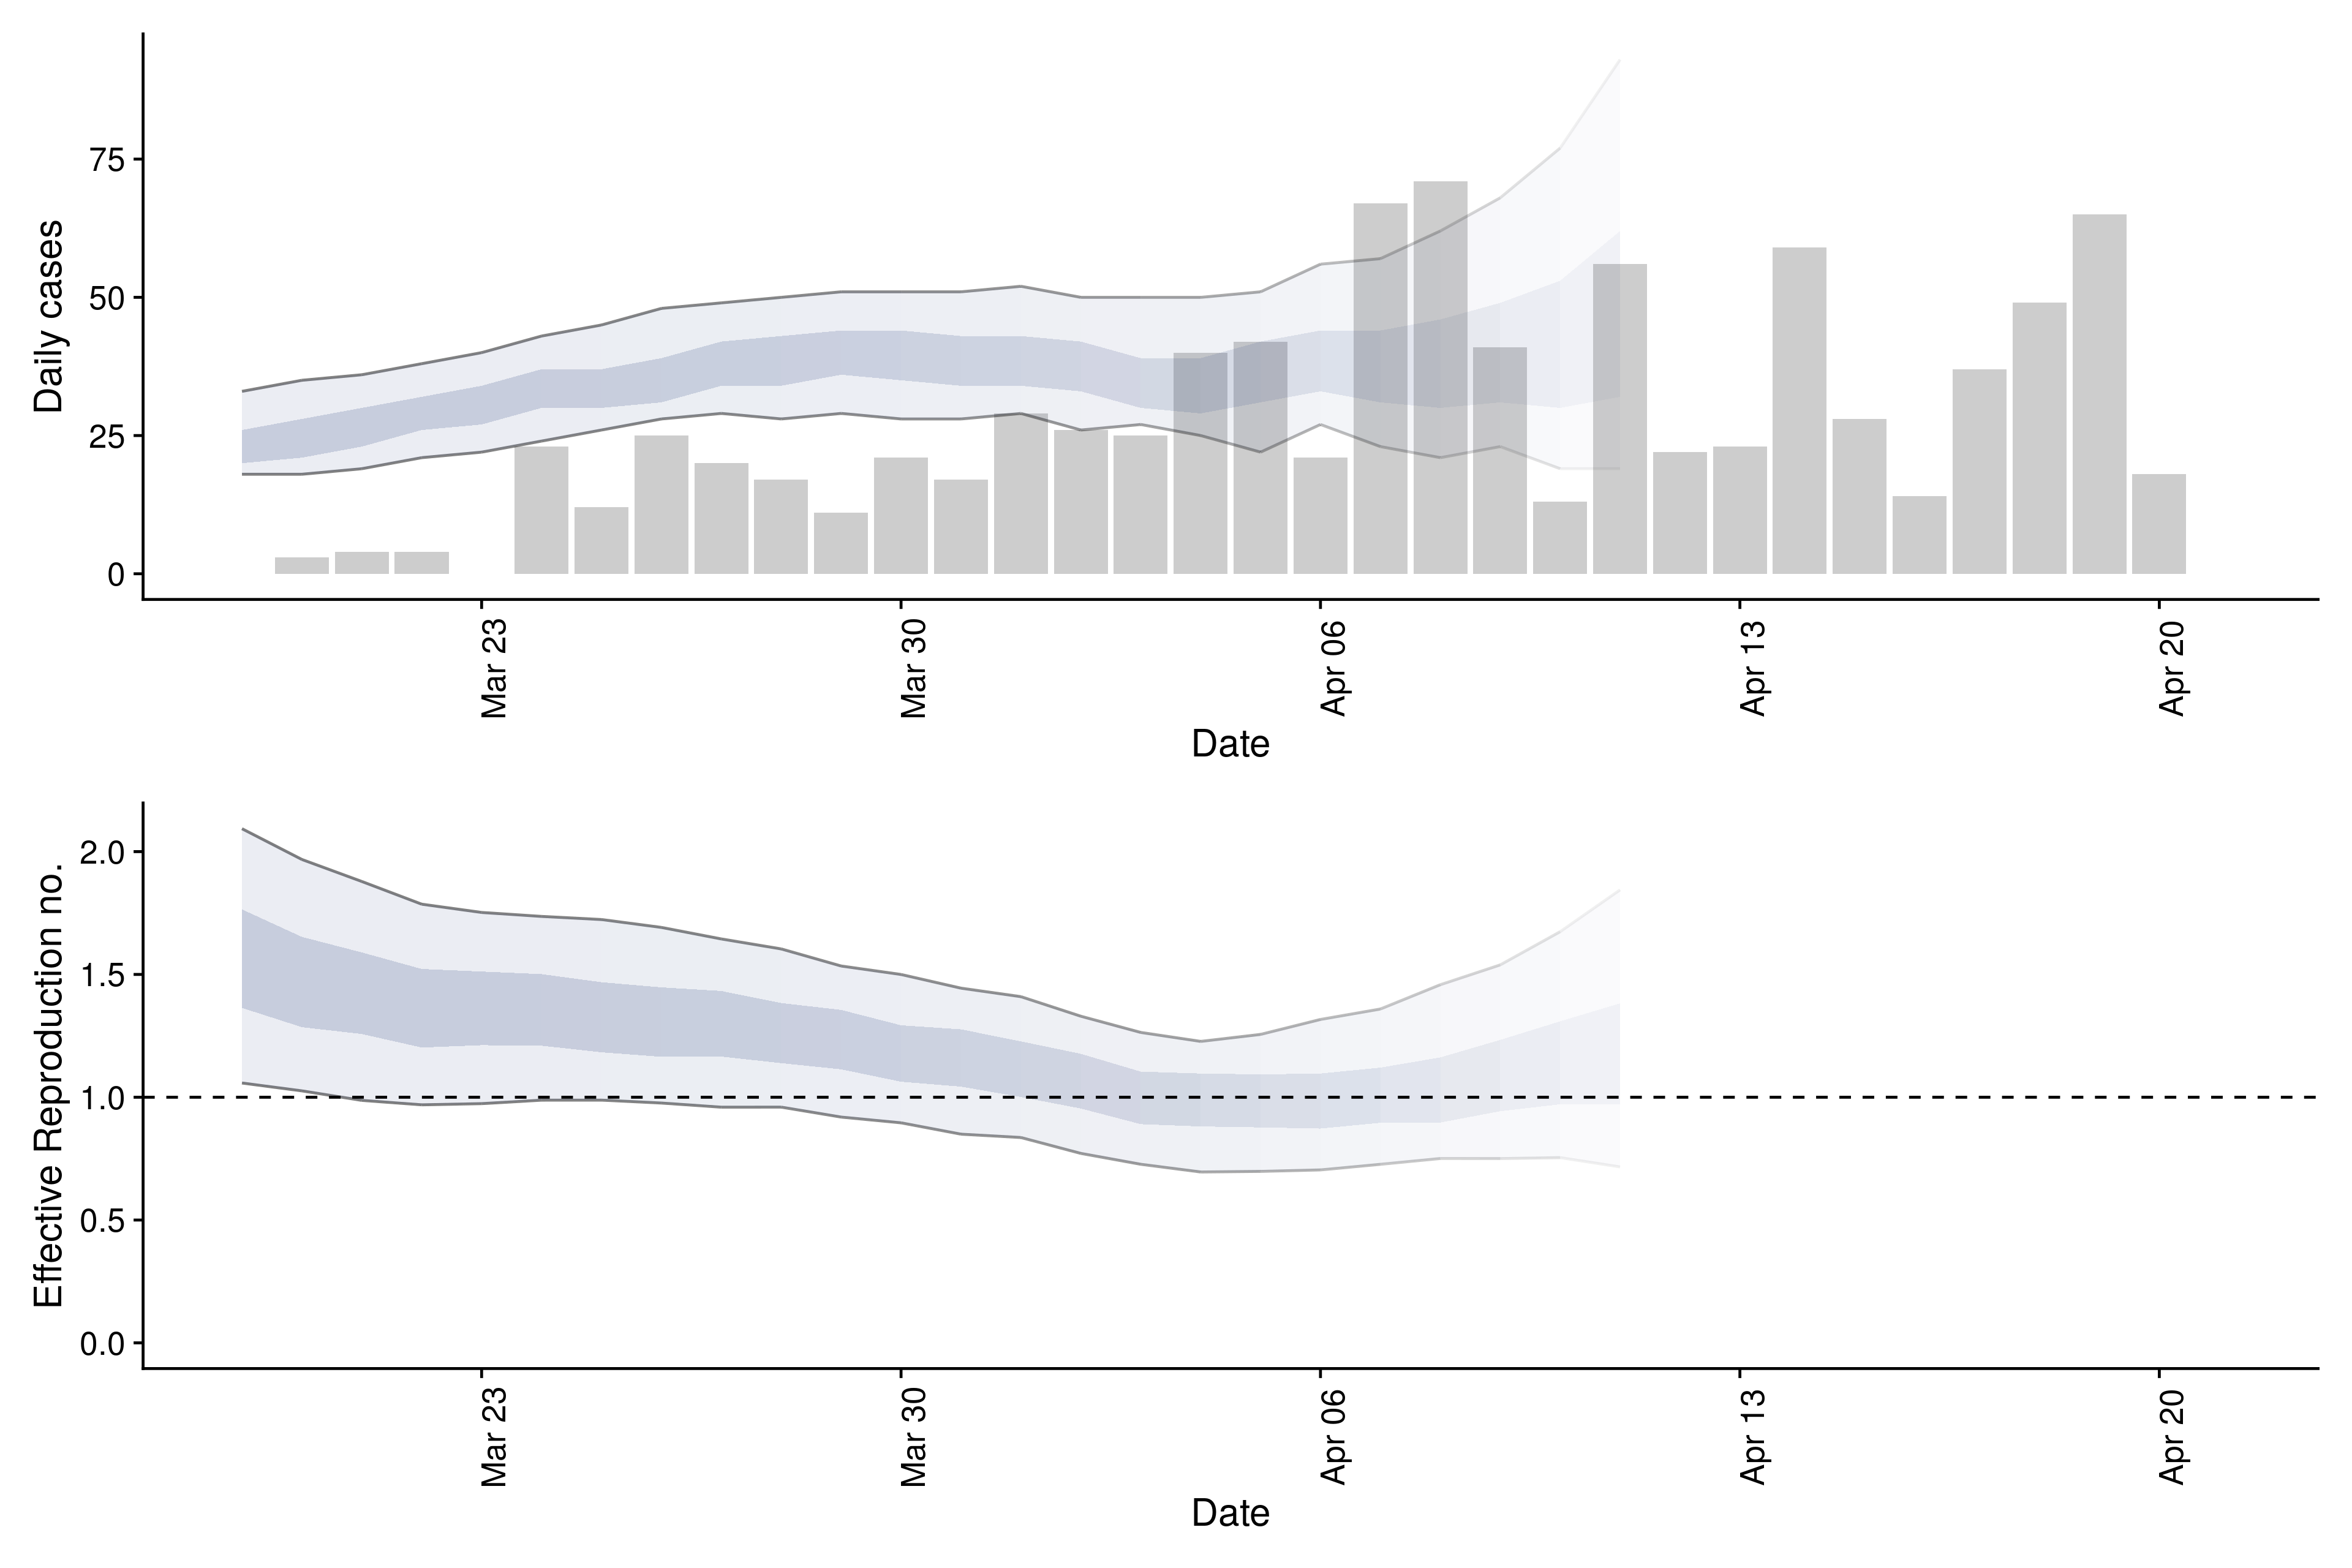 Daily cases
75
50
25
0
Mar 23
Mar 30
Apr 06
Apr 13
Apr 20
Date
Effective Reproduction no.
2.0
1.5
1.0
0.5
0.0
Mar 23
Mar 30
Apr 06
Apr 13
Apr 20
Date